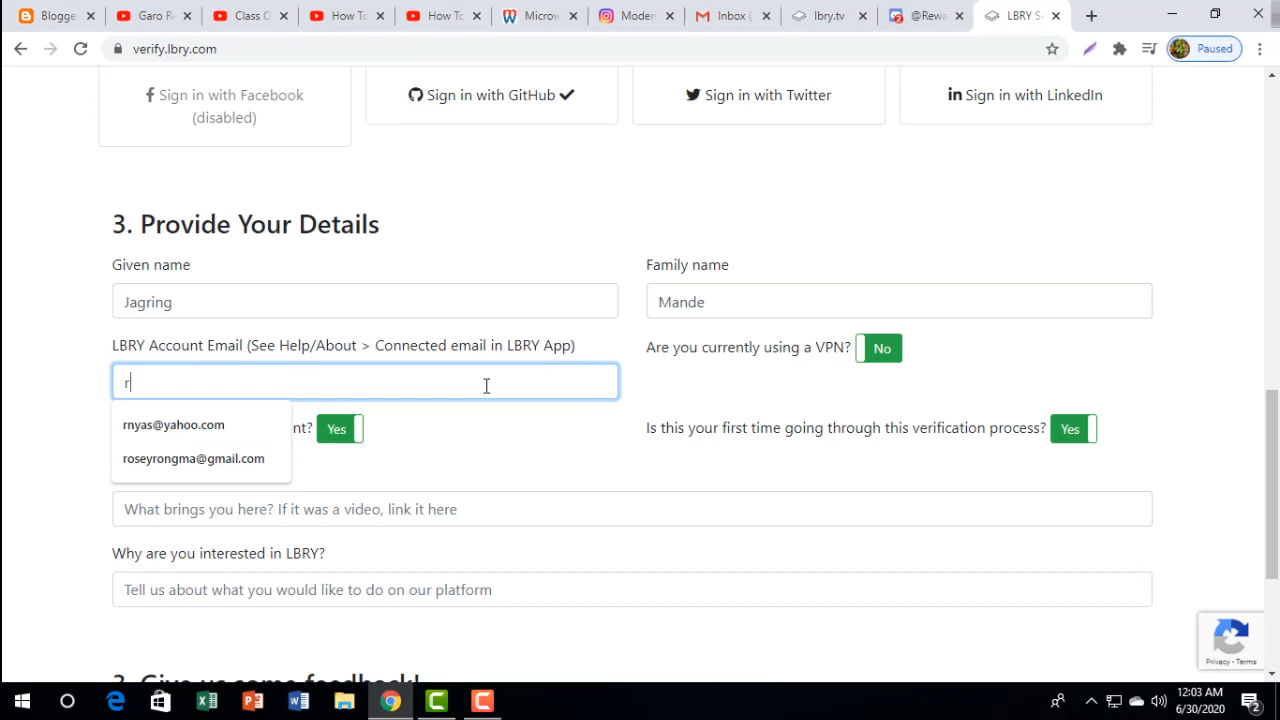 Blogge
Garo R
Class O
How To
How To
Microw
Modern
Inbox (
lbry.tv
@Rewa
LBRY S
verify.lbry.com
Paused
Sign in with Facebook
(disabled)
Sign in with GitHub
Sign in with Twitter
Sign in with LinkedIn
3. Provide Your Details
Given name
Family name
Jagring
Mande
LBRY Account Email (See Help/About > Connected email in LBRY App)
Are you currently using a VPN? No
r
rnyas@yahoo.com
nt? Yes
Is this your first time going through this verification process? Yes
roseyrongma@gmail.com
What brings you here? If it was a video, link it here
Why are you interested in LBRY?
Tell us about what you would like to do on our platform
Privacy - Terms
12:03 AM
6/30/2020
2